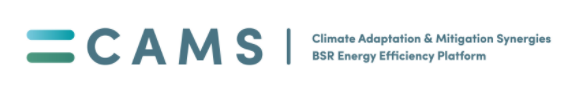 CAMS
Climate Adaptation & Mitigation Synergies
BSR Energy Efficiency Platform